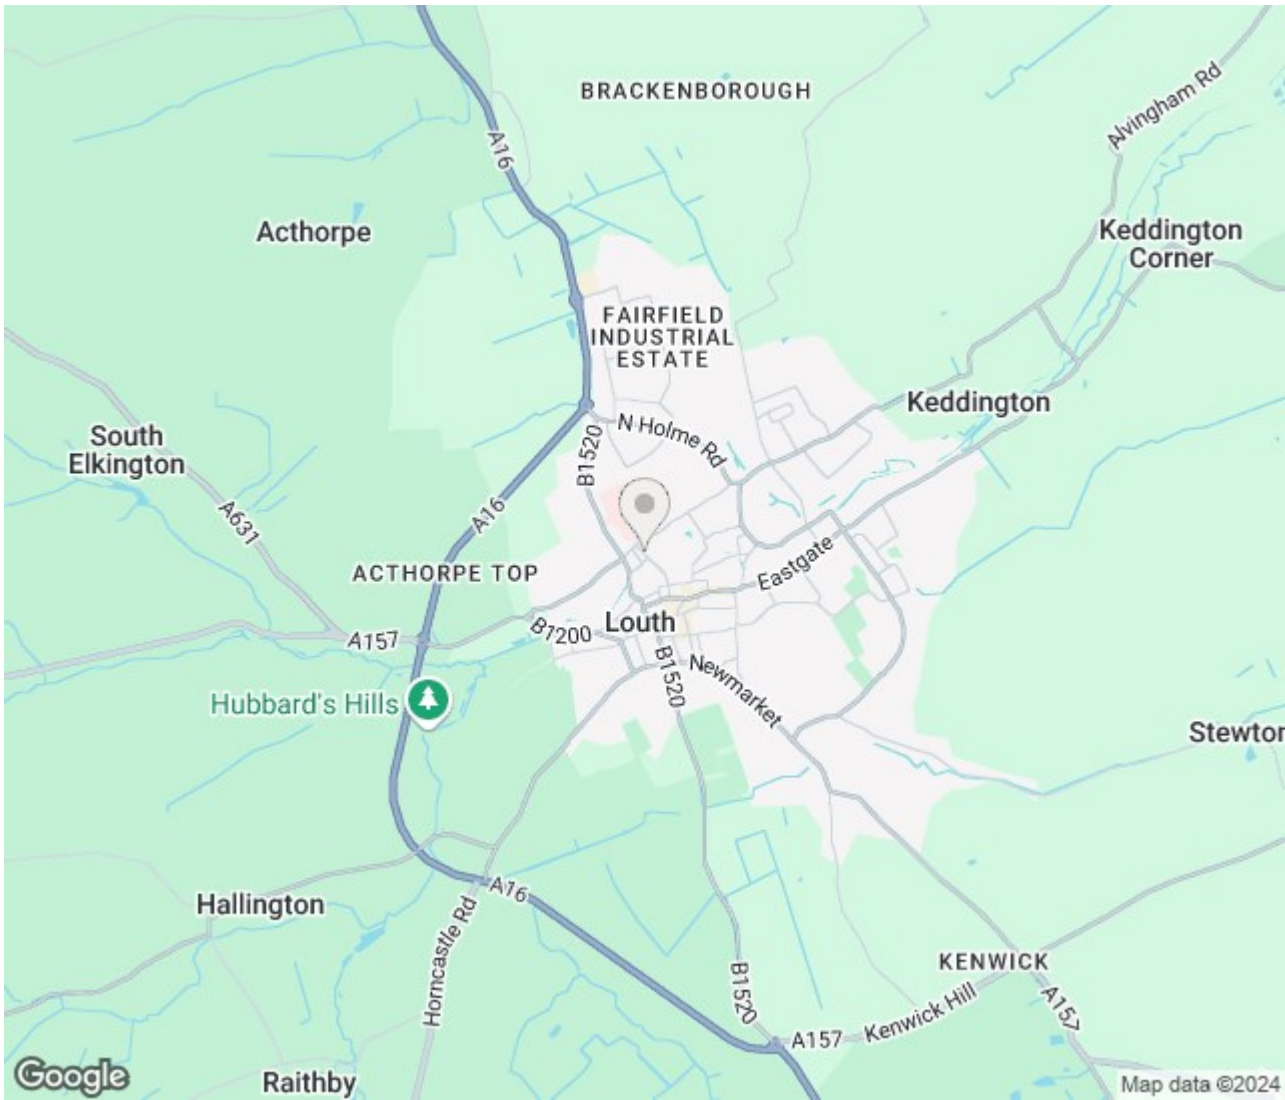 BRACKENBOROUGH
Alvingham Rd
A16
Acthorpe
Keddington
Corner
FAIRFIELD
INDUSTRIAL
ESTATE
Keddington
N Holme Rd
B1520
South
Elkington
A631
A16
ACTHORPE TOP
Eastgate
Louth
B1200
A157
B1520
Newmarket
Hubbard's Hills
Stewton
Hallington
A16
Horncastle Rd
KENWICK
B1520
A157
Kenwick Hill
A157
Raithby
Google
Map data ©2024